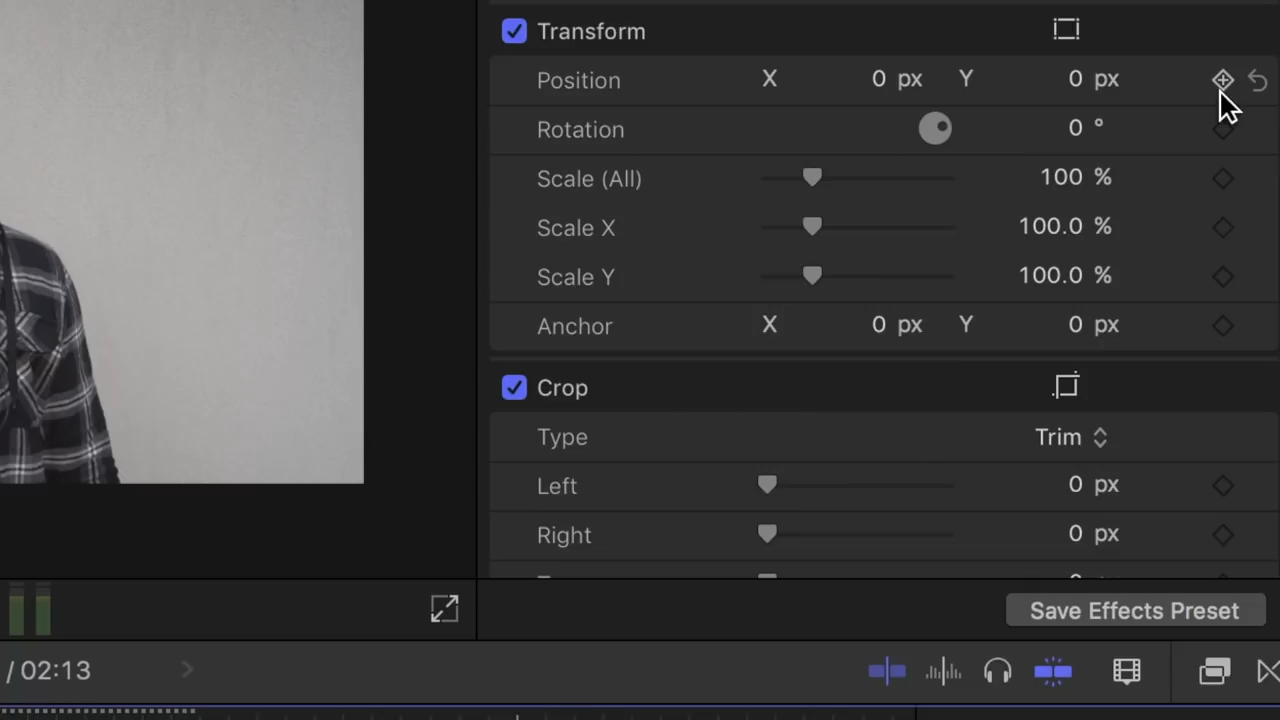 Transform
Position X 0 px Y 0 px
Rotation 0 °
Scale (All) 100 %
Scale X 100.0 %
Scale Y 100.0 %
Anchor X 0 px Y 0 px
Crop
Type Trim
Left 0 px
Right 0 px
Save Effects Preset
/ 02:13